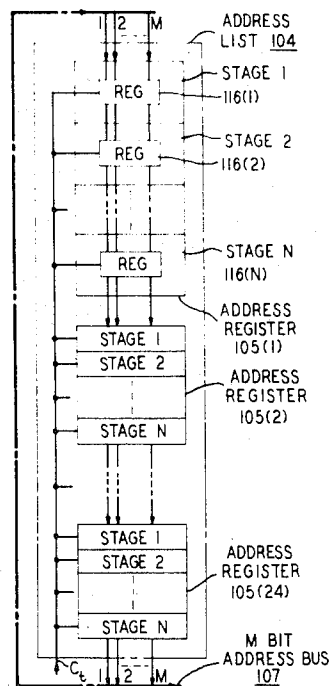 1 2 M
ADDRESS
LIST 104
STAGE 1
REG
116(1)
STAGE 2
REG
116(2)
STAGE N
REG
116(N)
ADDRESS
REGISTER
105(1)
STAGE 1
STAGE 2
ADDRESS
REGISTER
105(2)
STAGE N
STAGE 1
STAGE 2
ADDRESS
REGISTER
105(24)
STAGE N
M BIT
ADDRESS BUS
107
Ct 1 2 M